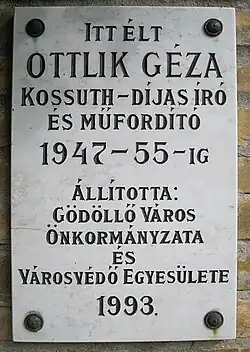 ITT ÉLT
OTTLIK GÉZA
KOSSUTH-DÍJAS ÍRÓ
ÉS MŰFORDÍTÓ
1947-55-IG
ÁLLÍTOTTA:
GÖDÖLLŐ VÁROS
ÖNKORMÁNYZATA
ÉS
VÁROSVÉDŐ EGYESÜLETE
1993.